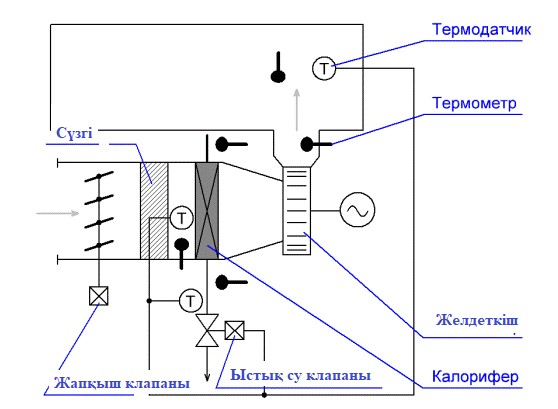 Термодатчик
T
Термометр
Сүзгі
T
T
Желдеткіш
Жапқыш клапаны
Ыстық су клапаны
Калорифер